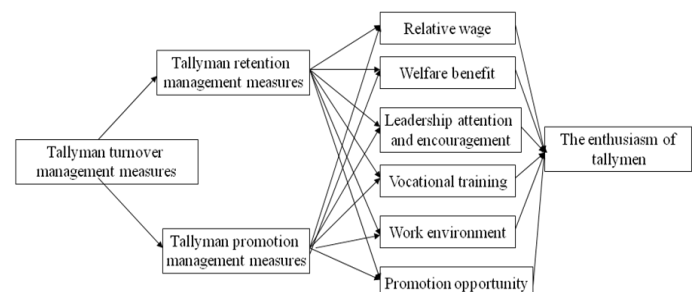 Relative wage
Tallyman retention
management measures
Welfare benefit
Leadership attention
and encouragement
The enthusiasm of
tallymen
Tallyman turnover
management measures
Vocational training
Tallyman promotion
management measures
Work environment
Promotion opportunity